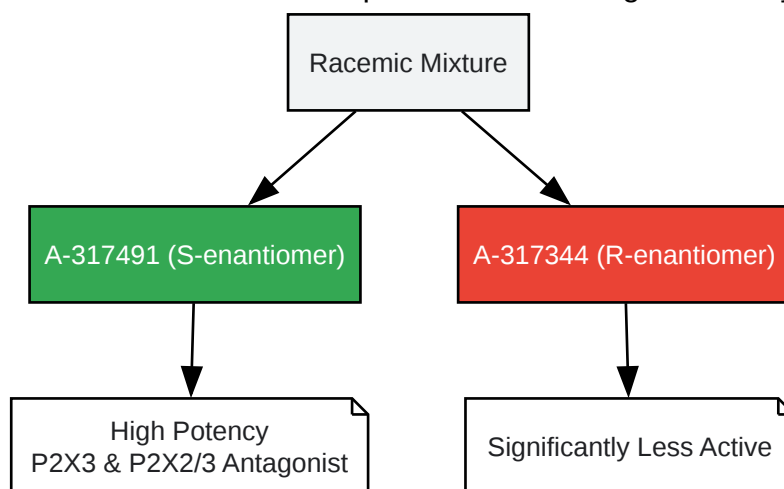 Racemic Mixture
A-317491 (S-enantiomer)
A-317344 (R-enantiomer)
High Potency
P2X3 & P2X2/3 Antagonist
Significantly Less Active